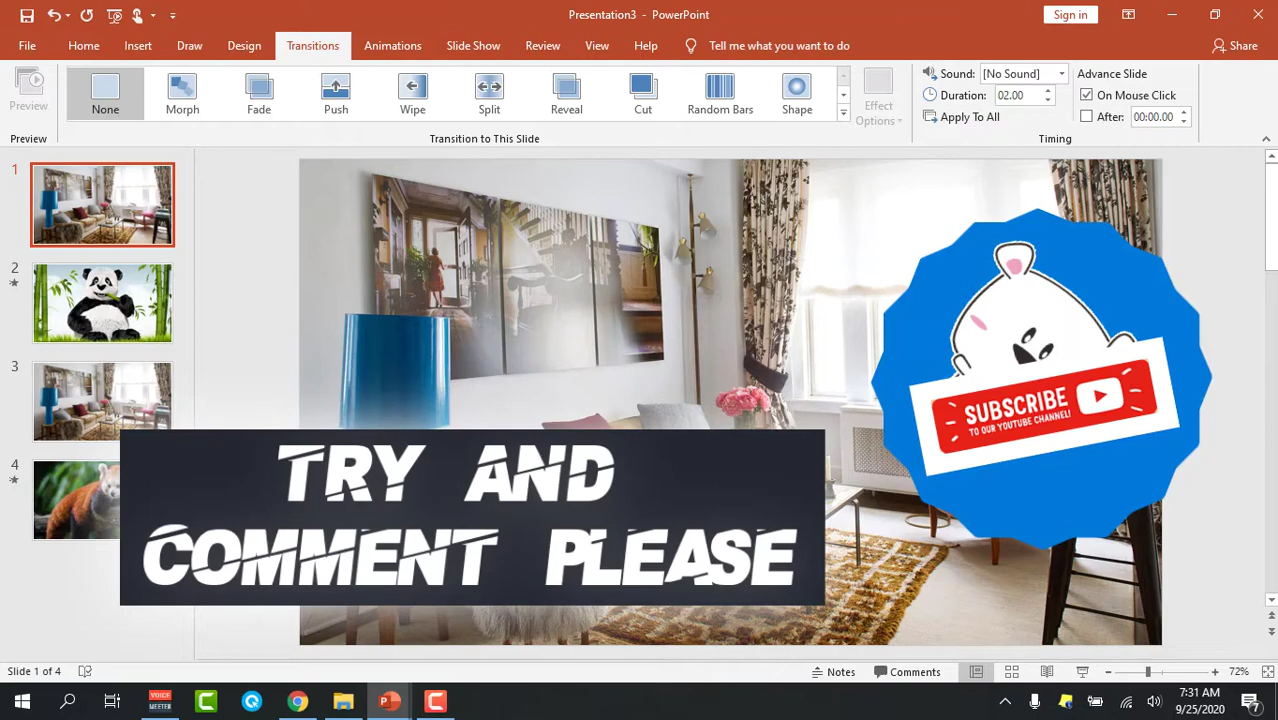 Presentation3 - PowerPoint
Sign in
File
Home
Insert
Draw
Design
Transitions
Animations
Slide Show
Review
View
Help
Tell me what you want to do
Share
Preview
None
Morph
Fade
Push
Wipe
Split
Reveal
Cut
Random Bars
Shape
Effect
Options
Sound: [No Sound]
Duration: 02.00
Apply To All
Advance Slide
On Mouse Click
After: 00:00.00
Preview
Transition to This Slide
Timing
1
2
3
4
SUBSCRIBE
TO OUR YOUTUBE CHANNEL!
TRY AND
COMMENT PLEASE
Slide 1 of 4
Notes
Comments
72%
VOICE
MEETER
7:31 AM
9/25/2020
7